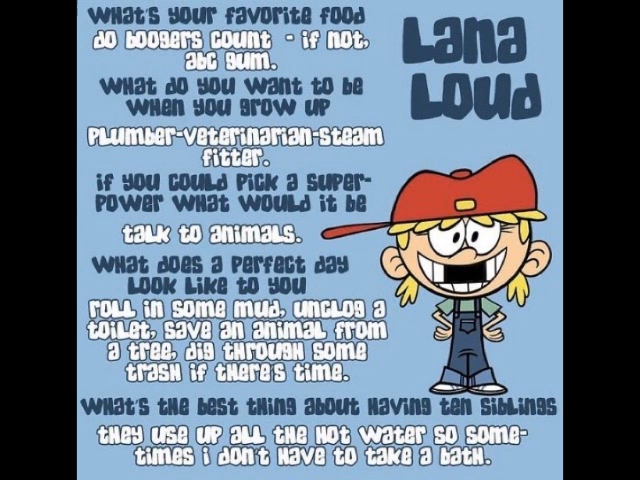 What's your favorite food
do boogers count - if not,
abc gum.
What do you want to be
when you grow up
Plumber-veterinarian-steam
fitter.
if you could pick a super-
power what would it be
talk to animals.
What does a perfect day
look like to you
roll in some mud, unclog a
toilet, save an animal from
a tree, dig through some
trash if there's time.
What's the best thing about having ten siblings
they use up all the hot water so some-
times i don't have to take a bath.
Lana
Loud